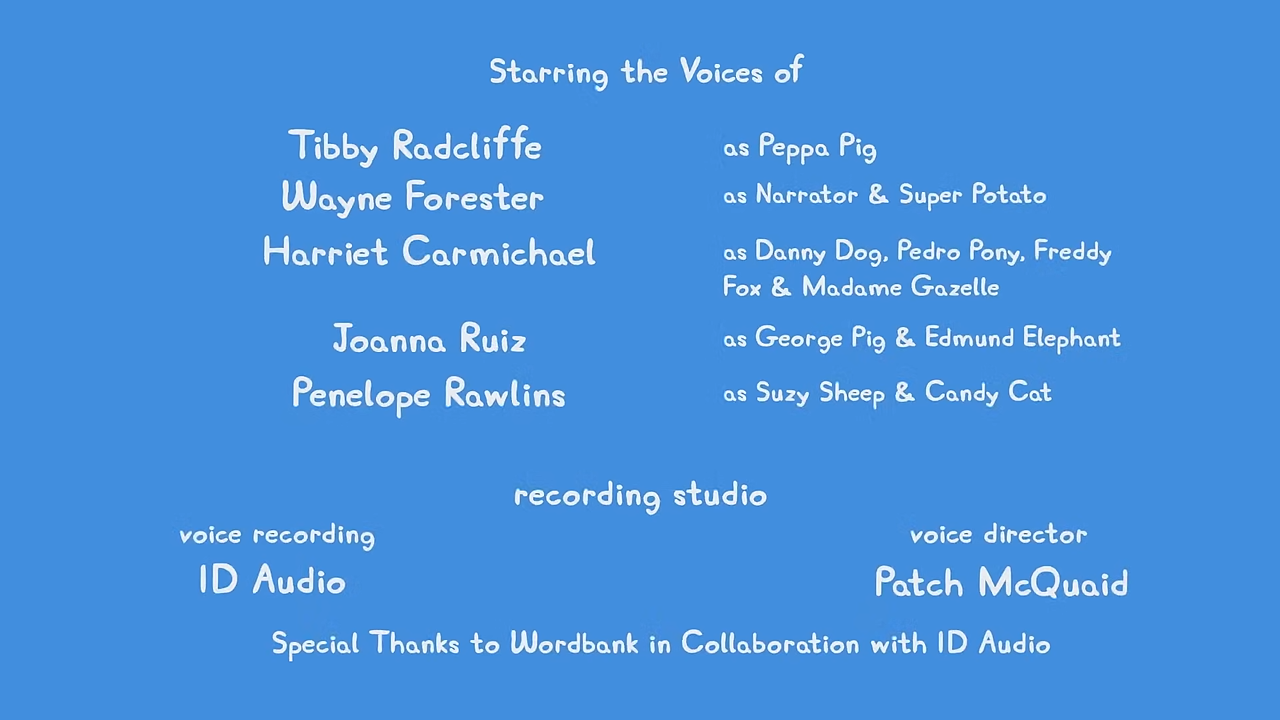 Starring the Voices of
Tibby Radcliffe as Peppa Pig
Wayne Forester as Narrator & Super Potato
Harriet Carmichael as Danny Dog, Pedro Pony, Freddy
Fox & Madame Gazelle
Joanna Ruiz as George Pig & Edmund Elephant
Penelope Rawlins as Suzy Sheep & Candy Cat
recording studio
voice recording voice director
ID Audio Patch McQuaid
Special Thanks to Wordbank in Collaboration with ID Audio